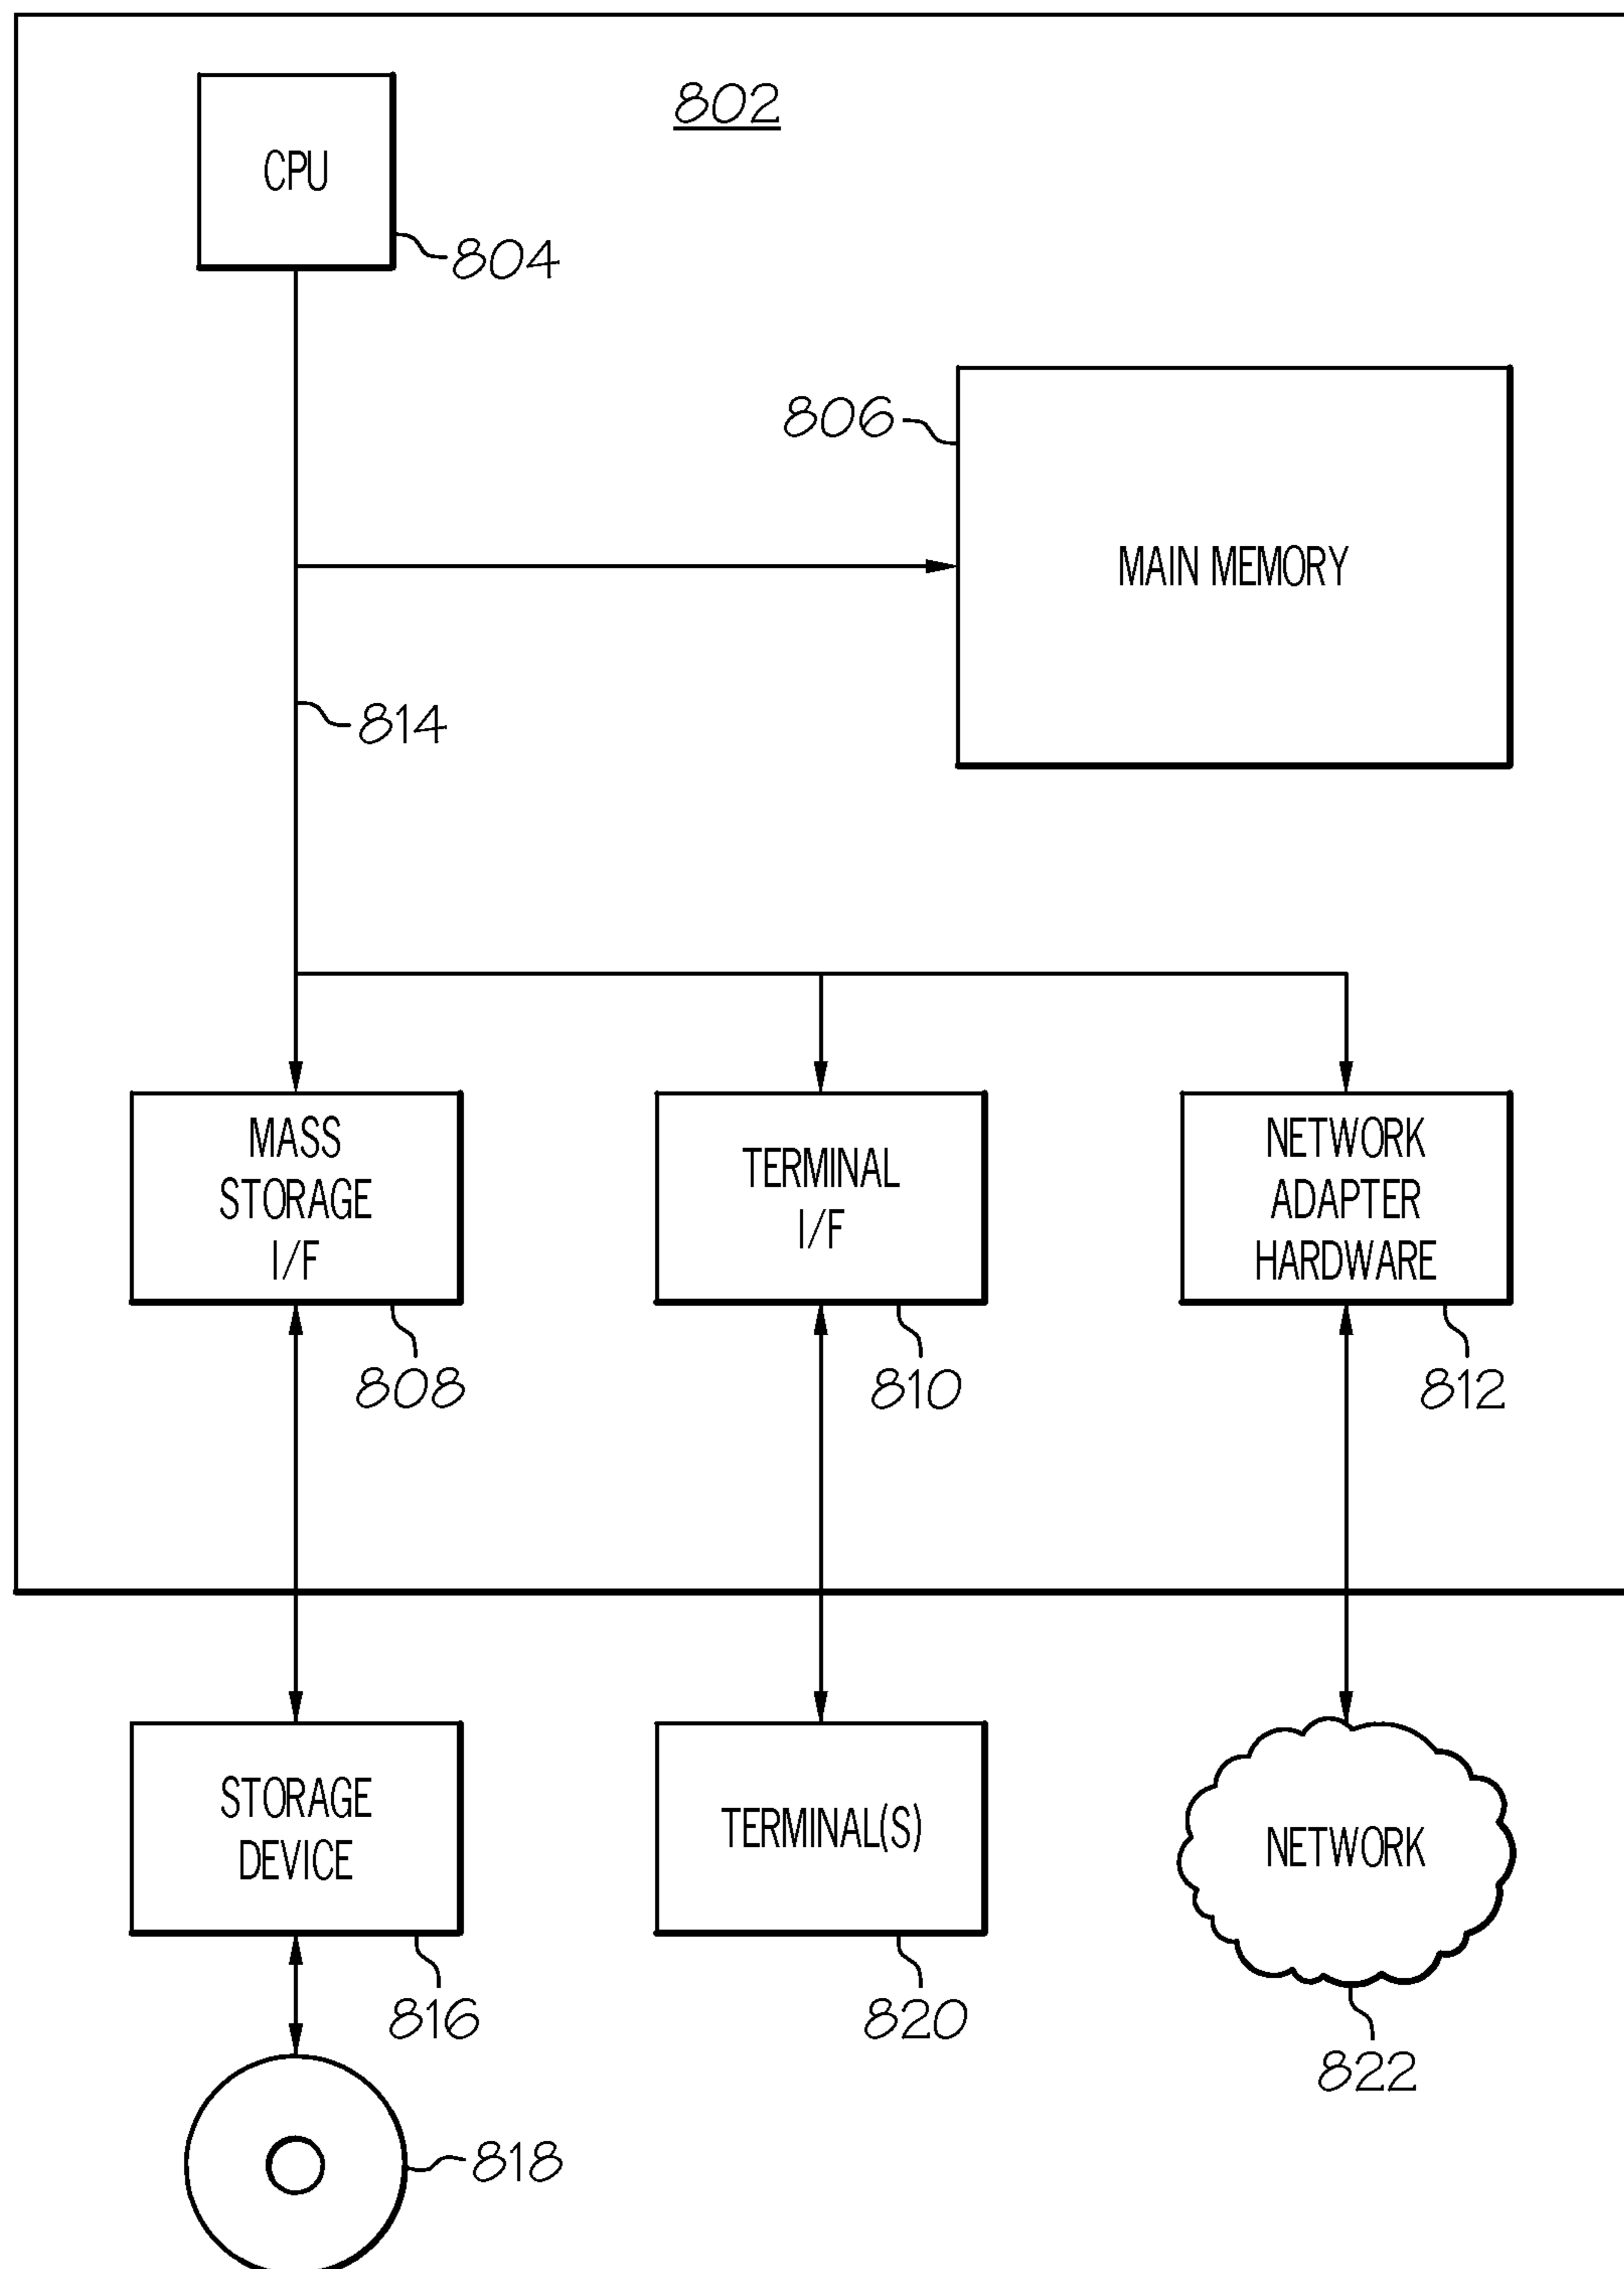 802
CPU
804
806
MAIN MEMORY
814
MASS
STORAGE
I/F
TERMINAL
I/F
NETWORK
ADAPTER
HARDWARE
808
810
812
STORAGE
DEVICE
TERMINAL(S)
NETWORK
816
820
822
818